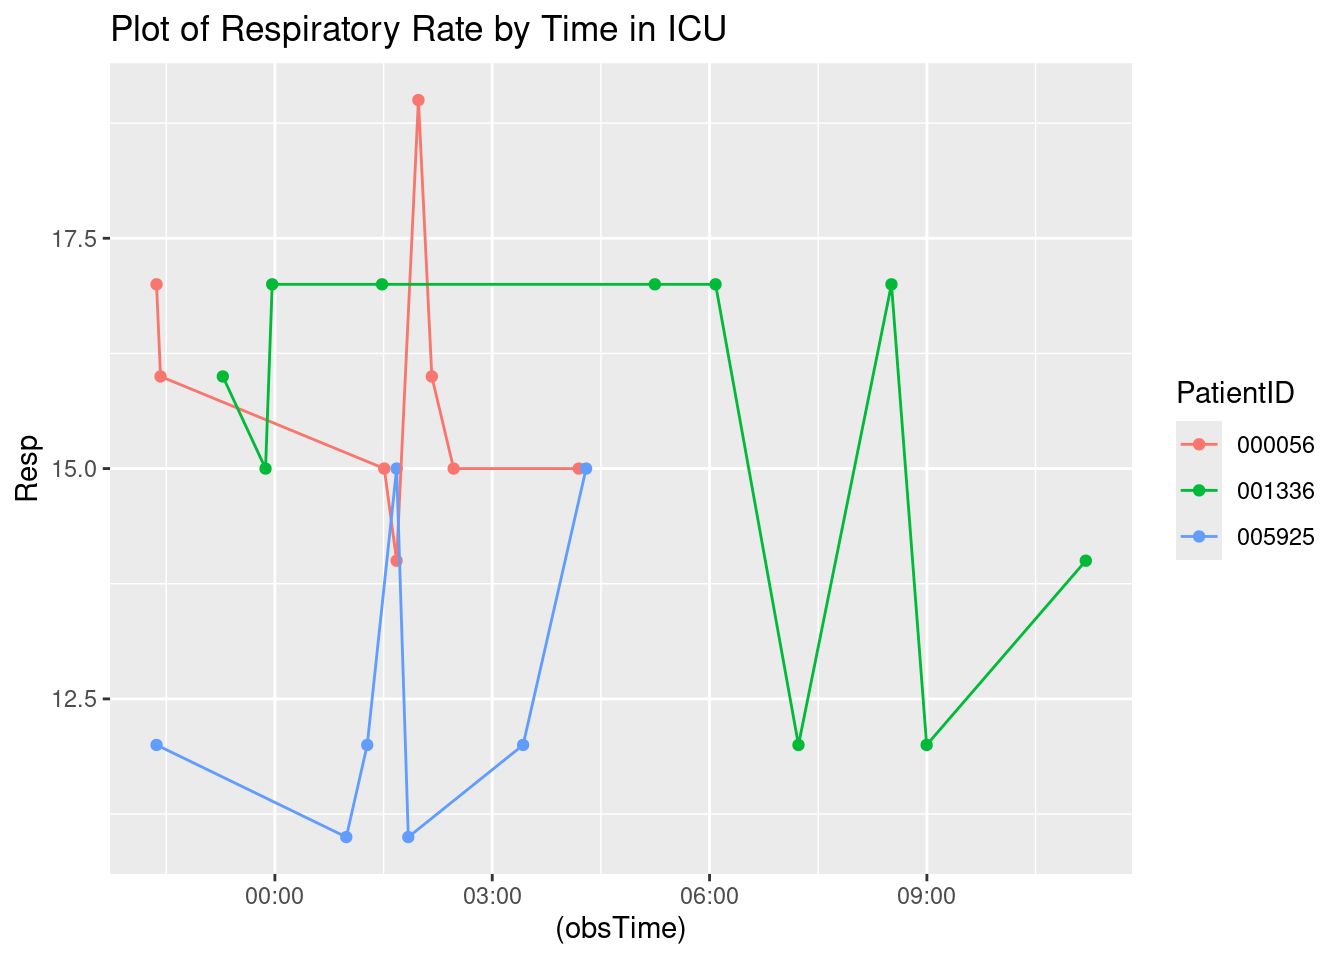 Plot of Respiratory Rate by Time in ICU
17.5
15.0
12.5
Resp
00:00 03:00 06:00 09:00
(obsTime)
PatientID
000056
001336
005925